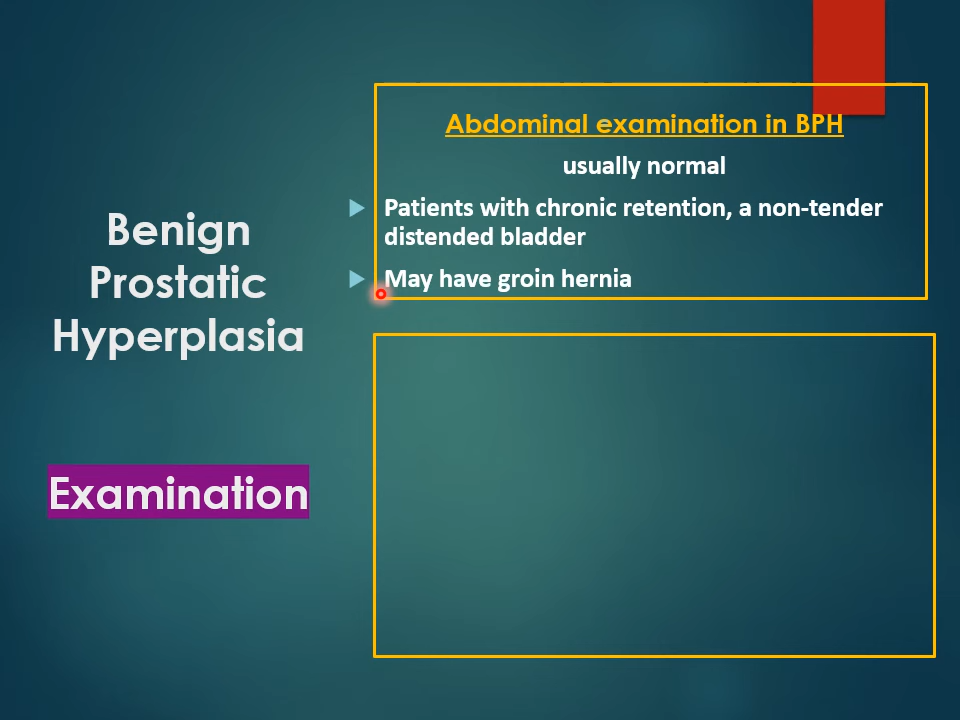 Benign
Prostatic
Hyperplasia
Examination
Abdominal examination in BPH
usually normal
Patients with chronic retention, a non-tender
distended bladder
May have groin hernia